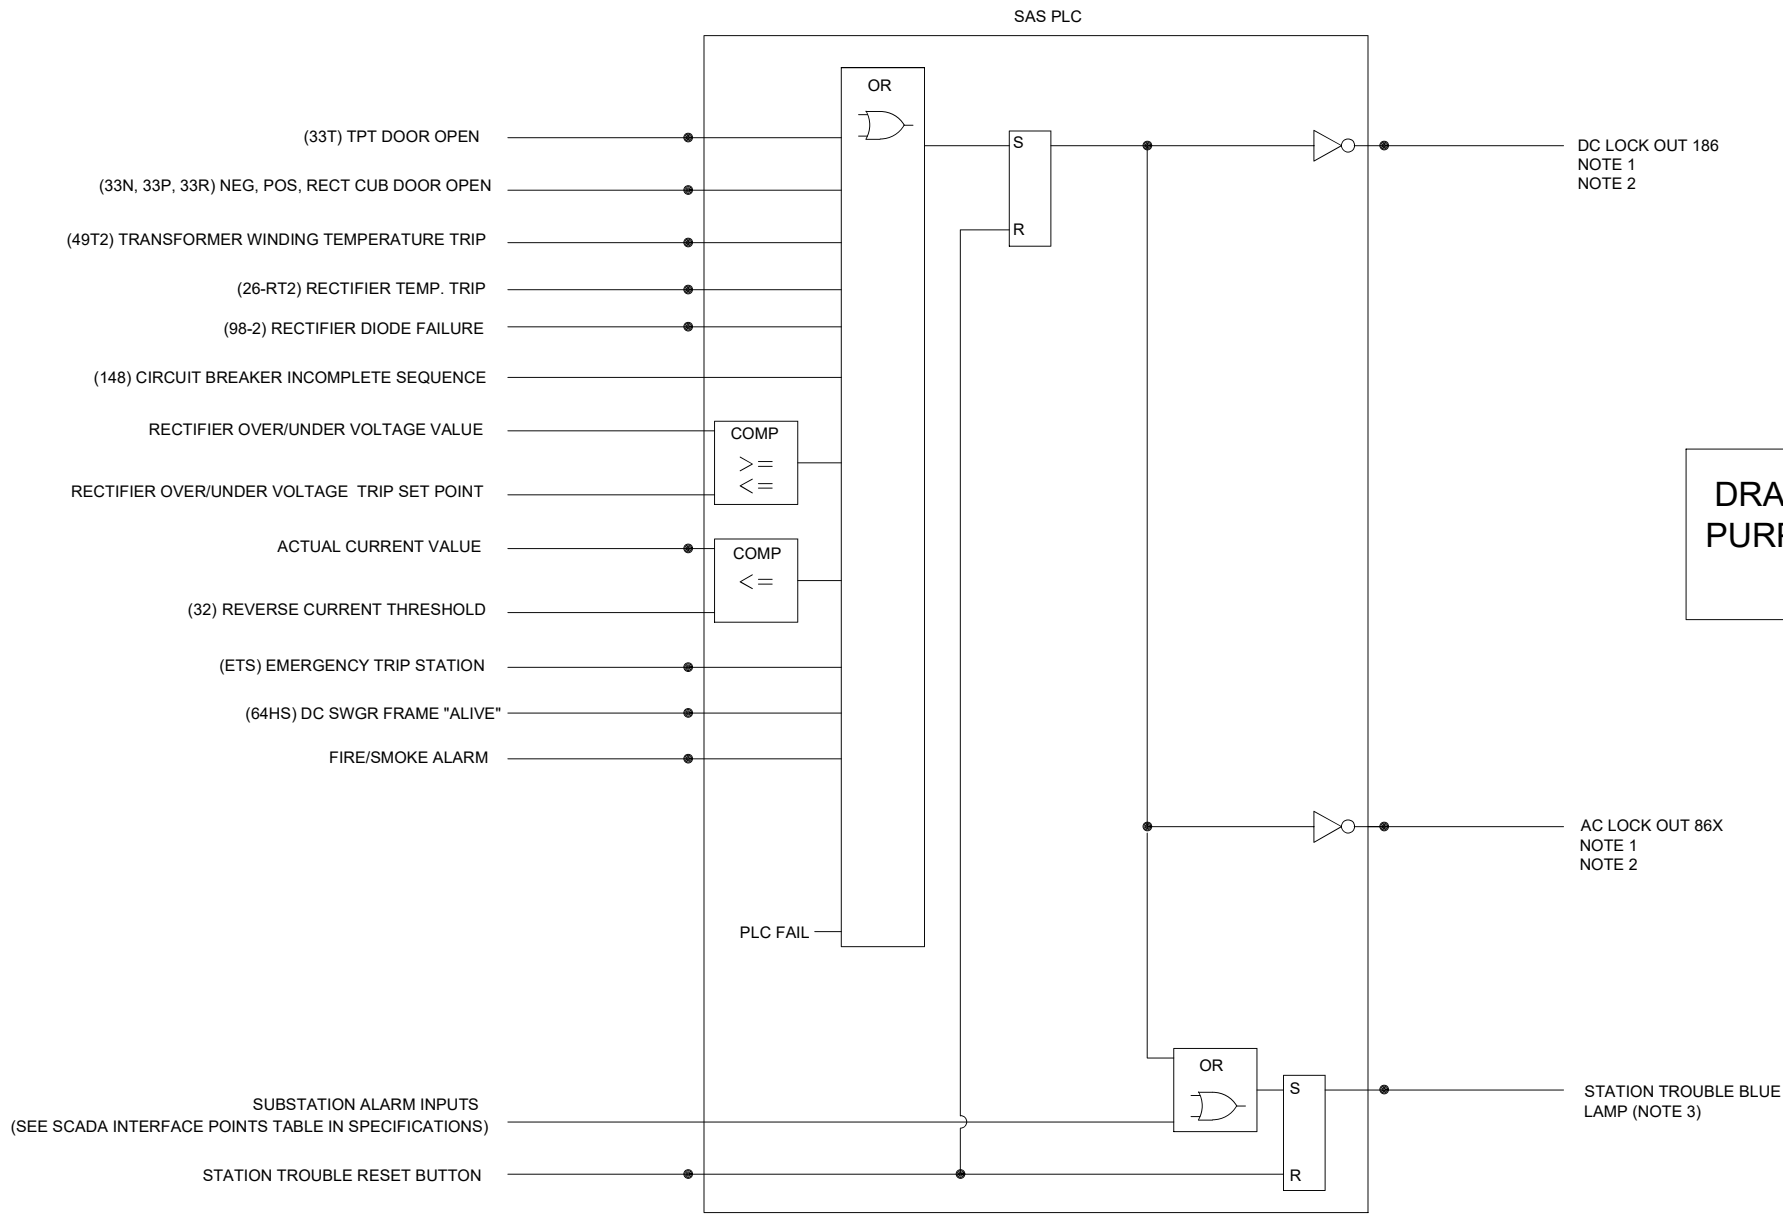 SAS PLC
OR
(33T) TPT DOOR OPEN
(33N, 33P, 33R) NEG, POS, RECT CUB DOOR OPEN
(49T2) TRANSFORMER WINDING TEMPERATURE TRIP
(26-RT2) RECTIFIER TEMP. TRIP
(98-2) RECTIFIER DIODE FAILURE
(148) CIRCUIT BREAKER INCOMPLETE SEQUENCE
RECTIFIER OVER/UNDER VOLTAGE VALUE
RECTIFIER OVER/UNDER VOLTAGE TRIP SET POINT
COMP
>=
<=
ACTUAL CURRENT VALUE
(32) REVERSE CURRENT THRESHOLD
COMP
<=
(ETS) EMERGENCY TRIP STATION
(64HS) DC SWGR FRAME "ALIVE"
FIRE/SMOKE ALARM
PLC FAIL
S
R
DC LOCK OUT 186
NOTE 1
NOTE 2
AC LOCK OUT 86X
NOTE 1
NOTE 2
SUBSTATION ALARM INPUTS
(SEE SCADA INTERFACE POINTS TABLE IN SPECIFICATIONS)
STATION TROUBLE RESET BUTTON
OR
S
R
STATION TROUBLE BLUE
LAMP (NOTE 3)